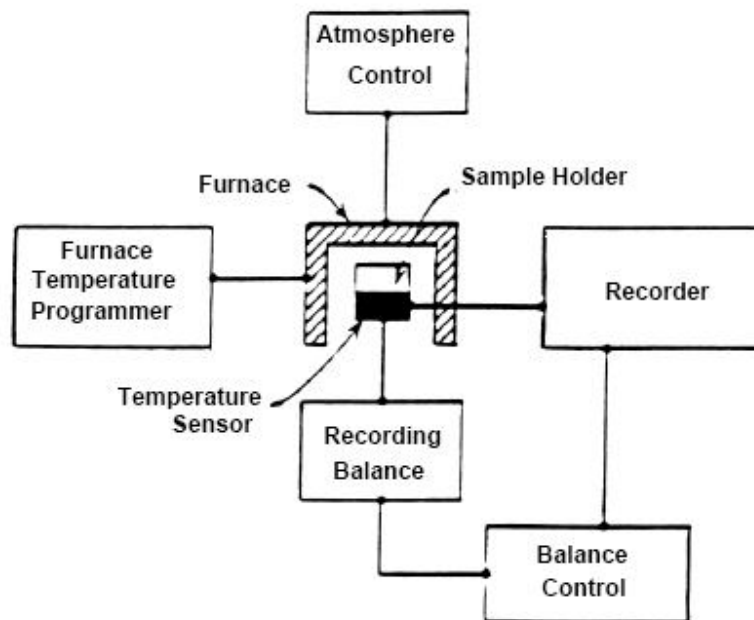 Atmosphere
Control
Furnace
Sample Holder
Furnace
Temperature
Programmer
Recorder
Temperature
Sensor
Recording
Balance
Balance
Control